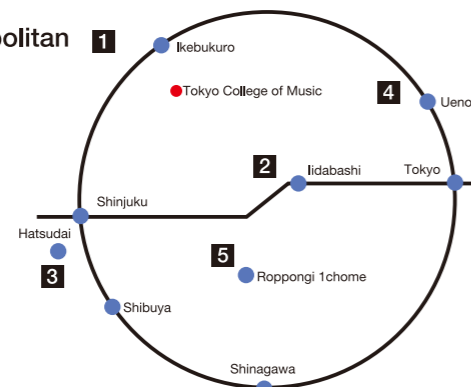 politan
1
Ikebukuro
Tokyo College of Music
4
Ueno
2
Iidabashi
Tokyo
Shinjuku
Hatsudai
3
5
Roppongi 1chome
Shibuya
Shinagawa